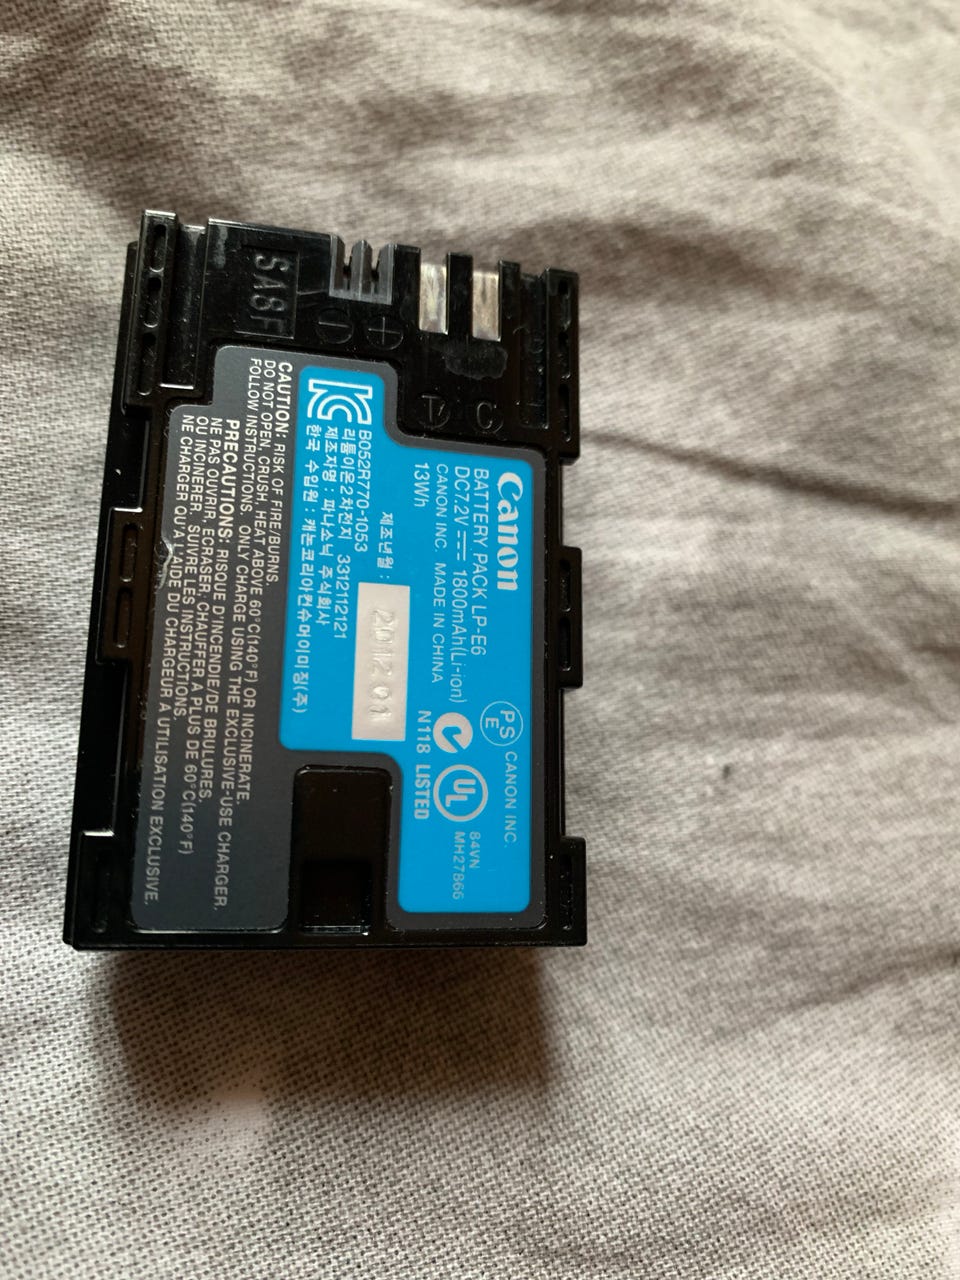 SA8F
− +
T C
Canon
BATTERY PACK LP-E6
DC7.2V⎓ 1800mAh(Li-ion)
CANON INC. MADE IN CHINA
13Wh
PSE CANON INC.
N118
UL
LISTED
84VN
MH27866
제조년월 :
B052R770-1053
리튬이온2차전지 3312112121
제조자명 : 파나소닉 주식회사
한국 수입원 : 캐논코리아컨슈머이미징(주)
CAUTION: RISK OF FIRE/BURNS.
DO NOT OPEN, CRUSH, HEAT ABOVE 60°C(140°F) OR INCINERATE.
FOLLOW INSTRUCTIONS. ONLY CHARGE USING THE EXCLUSIVE-USE CHARGER.
PRECAUTIONS: RISQUE D'INCENDIE/DE BRULURES.
NE PAS OUVRIR, ECRASER, CHAUFFER A PLUS DE 60°C(140°F)
OU INCINERER. SUIVRE LES INSTRUCTIONS.
NE CHARGER QU'A L'AIDE DU CHARGEUR A UTILISATION EXCLUSIVE.